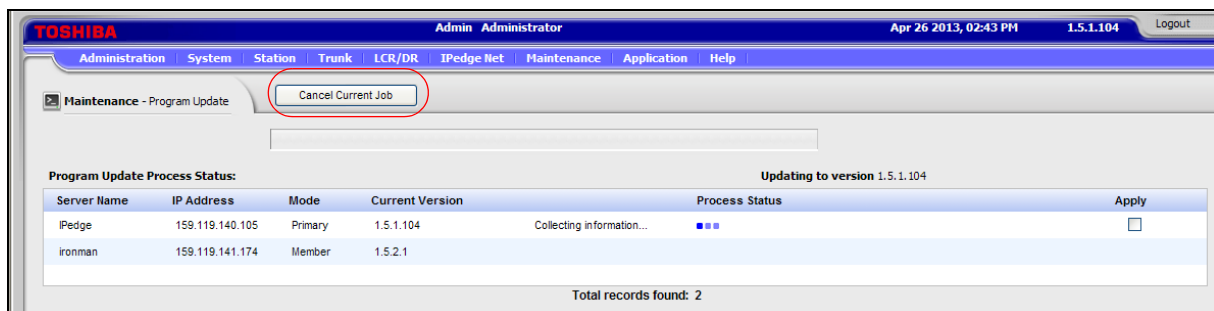 TOSHIBA Admin Administrator Apr 26 2013, 02:43 PM 1.5.1.104 Logout
Administration System Station Trunk LCR/DR IPedge Net Maintenance Application Help
Maintenance - Program Update Cancel Current Job
Program Update Process Status: Updating to version 1.5.1.104
Server Name IP Address Mode Current Version Process Status Apply
IPedge 159.119.140.105 Primary 1.5.1.104 Collecting information...
ironman 159.119.141.174 Member 1.5.2.1
Total records found: 2